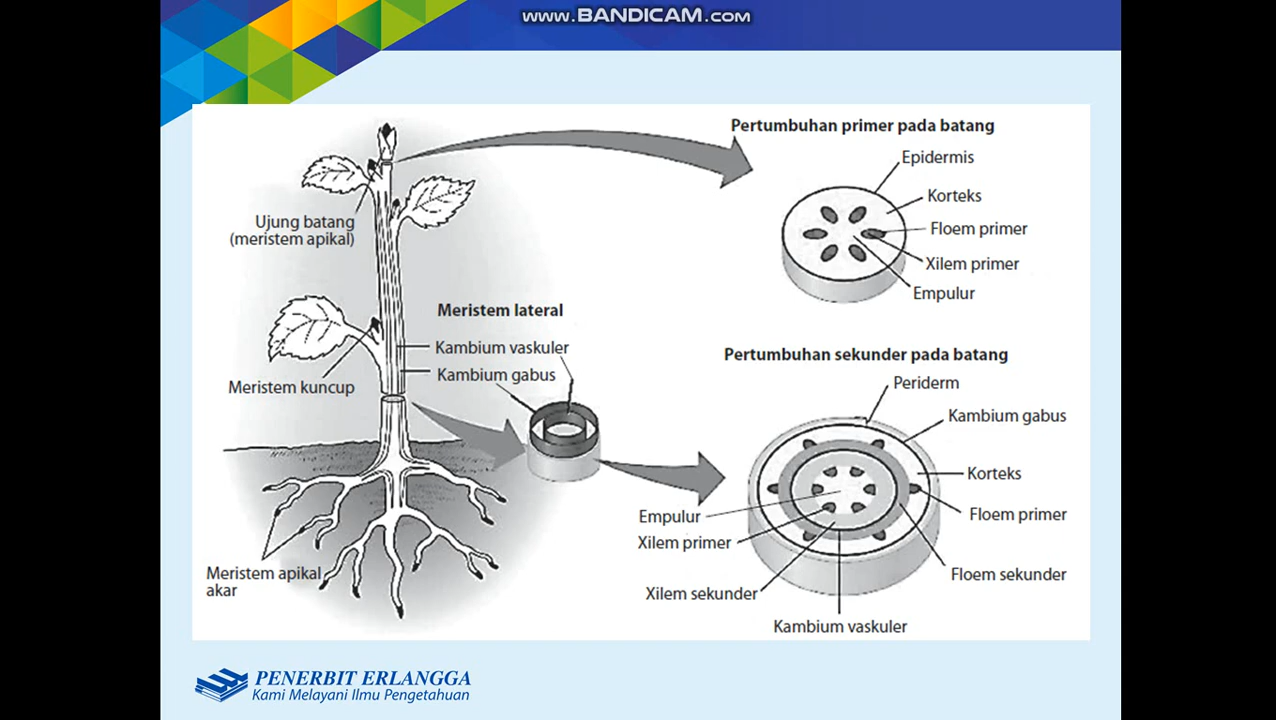 www.BANDICAM.com
Pertumbuhan primer pada batang
Epidermis
Korteks
Floem primer
Xilem primer
Empulur
Ujung batang
(meristem apikal)
Meristem lateral
Kambium vaskuler
Kambium gabus
Meristem kuncup
Meristem apikal
akar
Pertumbuhan sekunder pada batang
Periderm
Kambium gabus
Korteks
Floem primer
Floem sekunder
Empulur
Xilem primer
Xilem sekunder
Kambium vaskuler
PENERBIT ERLANGGA
Kami Melayani Ilmu Pengetahuan